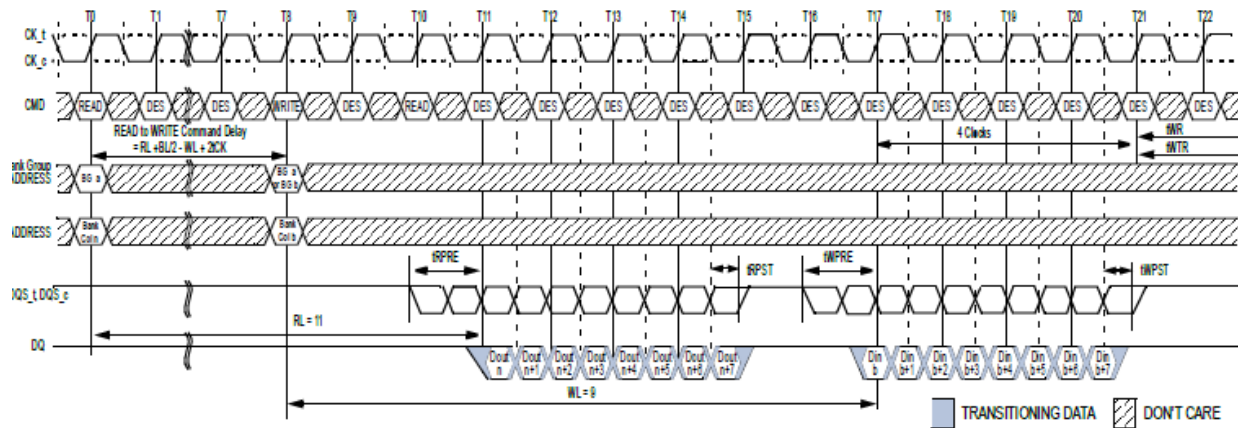 T0 T1 T7 T8 T9 T10 T11 T12 T13 T14 T15 T16 T17 T18 T19 T20 T21 T22
CK_t
CK_c
CMD READ DES DES WRITE DES READ DES DES DES DES DES DES DES DES DES DES DES DES
READ to WRITE Command Delay
= RL +BL/2 - WL + 2tCK
4 Clocks
tWR
tWTR
Bank Group
ADDRESS
BG a
BG a
or BG b
ADDRESS
Bank
Col n
Bank
Col b
tRPRE tRPST tWPRE tWPST
DQS_t, DQS_c
RL = 11
DQ
Dout Dout Dout Dout Dout Dout Dout Dout Din Din Din Din Din Din Din Din
n n+1 n+2 n+3 n+4 n+5 n+6 n+7 b b+1 b+2 b+3 b+4 b+5 b+6 b+7
WL = 9
TRANSITIONING DATA DON'T CARE